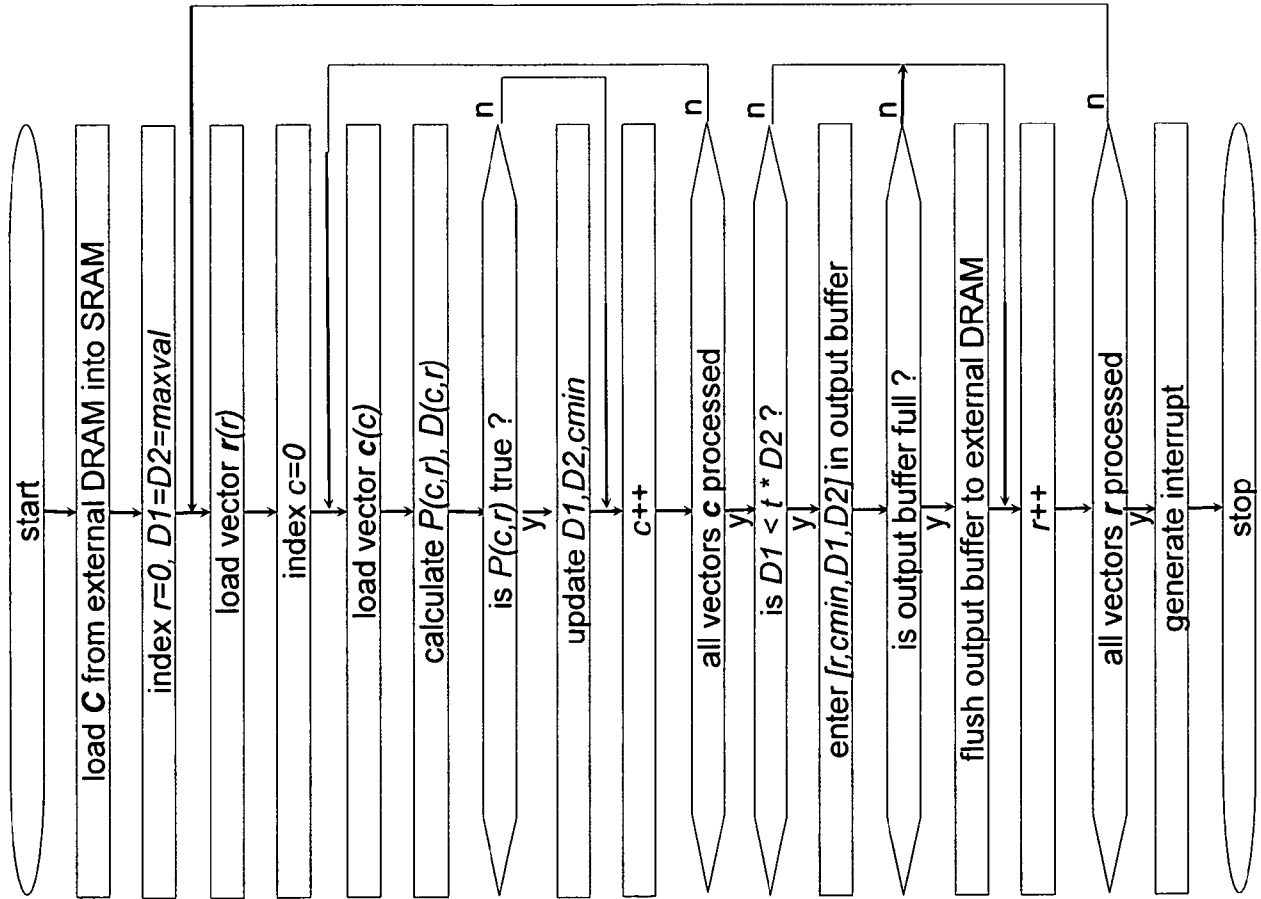 start
load C from external DRAM into SRAM
index r=0, D1=D2=maxval
load vector r(r)
index c=0
load vector c(c)
calculate P(c,r), D(c,r)
is P(c,r) true ?
n
y
update D1,D2,cmin
c++
all vectors c processed
n
y
is D1 < t * D2 ?
n
y
enter [r,cmin,D1,D2] in output buffer
is output buffer full ?
n
y
flush output buffer to external DRAM
r++
all vectors r processed
n
y
generate interrupt
stop